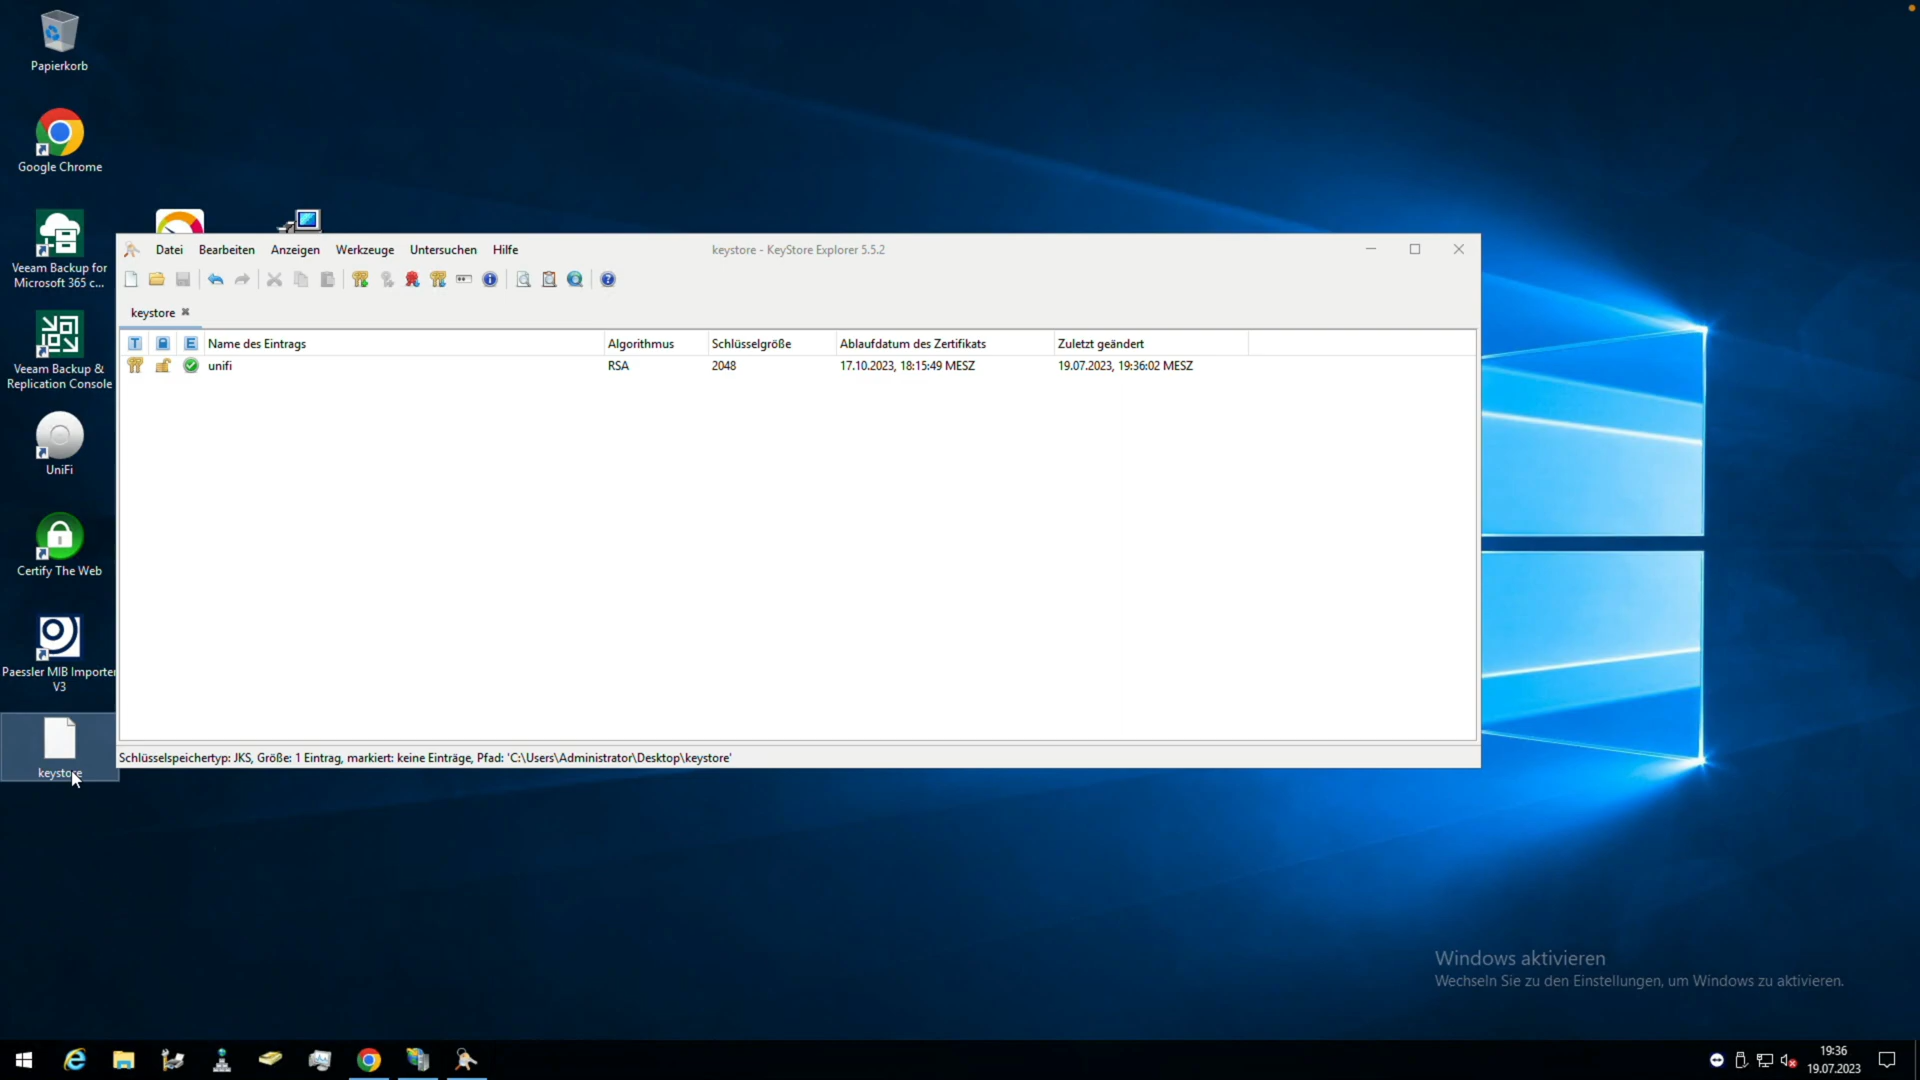 Papierkorb
Google Chrome
Veeam Backup for
Microsoft 365 c...
Veeam Backup &
Replication Console
UniFi
Certify The Web
Paessler MIB Importer
V3
keystore
Datei Bearbeiten Anzeigen Werkzeuge Untersuchen Hilfe
keystore - KeyStore Explorer 5.5.2
keystore
T E Name des Eintrags Algorithmus Schlüsselgröße Ablaufdatum des Zertifikats Zuletzt geändert
unifi RSA 2048 17.10.2023, 18:15:49 MESZ 19.07.2023, 19:36:02 MESZ
Schlüsselspeichertyp: JKS, Größe: 1 Eintrag, markiert: keine Einträge, Pfad: 'C:\Users\Administrator\Desktop\keystore'
Windows aktivieren
Wechseln Sie zu den Einstellungen, um Windows zu aktivieren.
19:36
19.07.2023